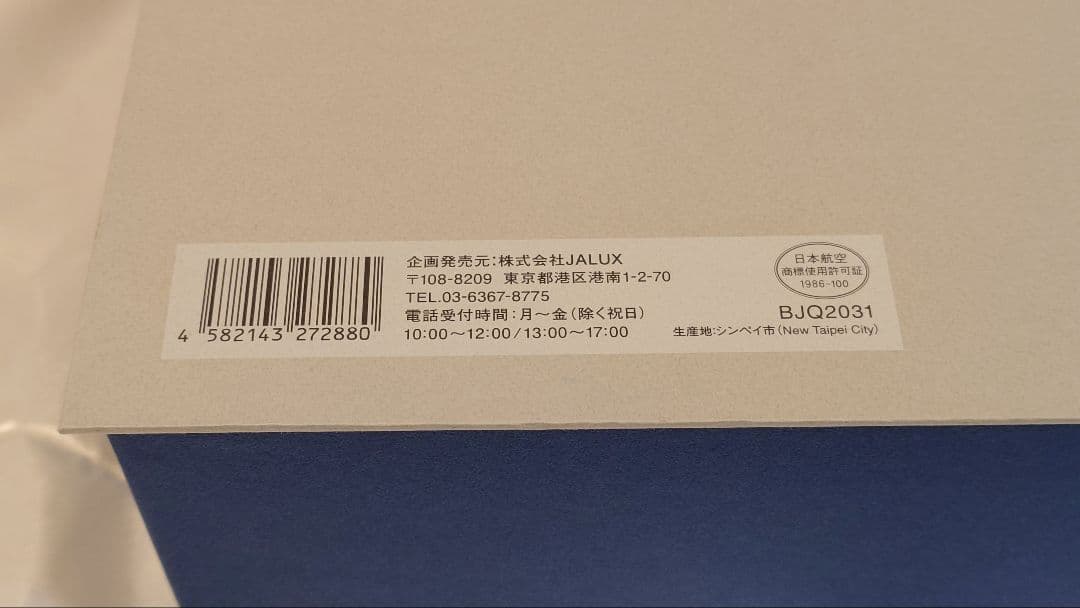 企画発売元:株式会社JALUX
〒108-8209 東京都港区港南1-2-70
TEL.03-6367-8775
電話受付時間:月〜金(除く祝日)
10:00〜12:00/13:00〜17:00
4 582143 272880
日本航空
商標使用許可証
1986-100
BJQ2031
生産地:シンペイ市(New Taipei City)